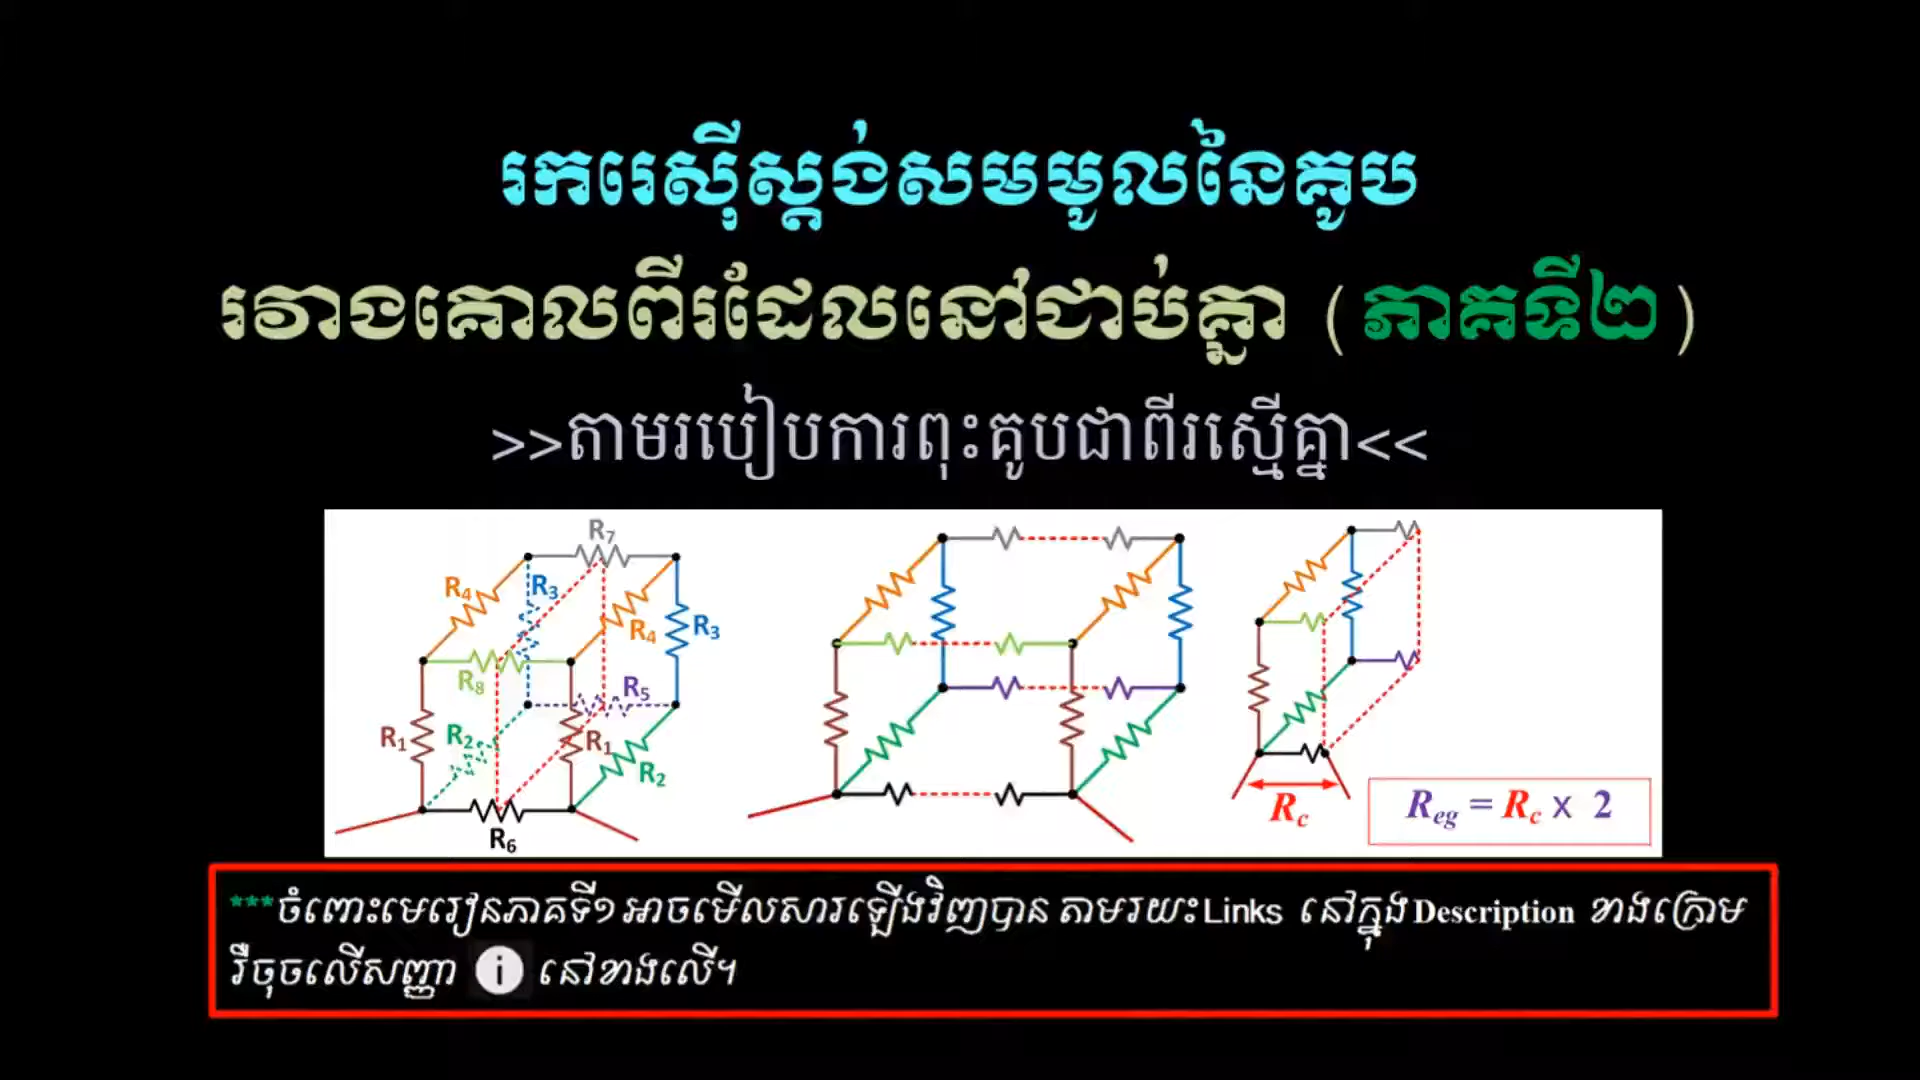 រករេស៊ីស្តង់សមមូលនៃគូប
រវាងគោលពីរដែលនៅជាប់គ្នា (ភាគទី២)
>>តាមរបៀបការពុះគូបជាពីរស្មើគ្នា<<
R7
R4
R3
R4
R3
R8
R5
R1
R2
R1
R2
R6
Rc
Reg = Rc x 2
***ចំពោះមេរៀនភាគទី១អាចមើលសារឡើងវិញបាន តាមរយះLinks នៅក្នុងDescription ខាងក្រោម
រឺចុចលើសញ្ញា i នៅខាងលើ។